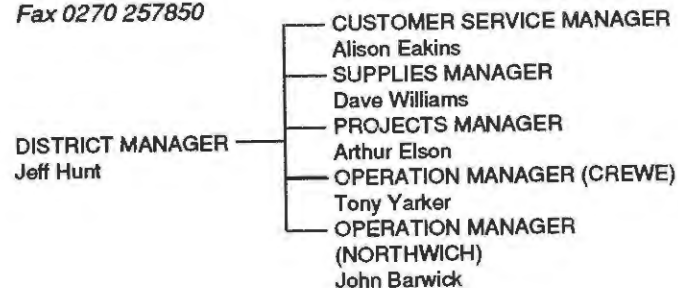 Fax 0270 257850
DISTRICT MANAGER
Jeff Hunt
CUSTOMER SERVICE MANAGER
Alison Eakins
SUPPLIES MANAGER
Dave Williams
PROJECTS MANAGER
Arthur Elson
OPERATION MANAGER (CREWE)
Tony Yarker
OPERATION MANAGER
(NORTHWICH)
John Barwick